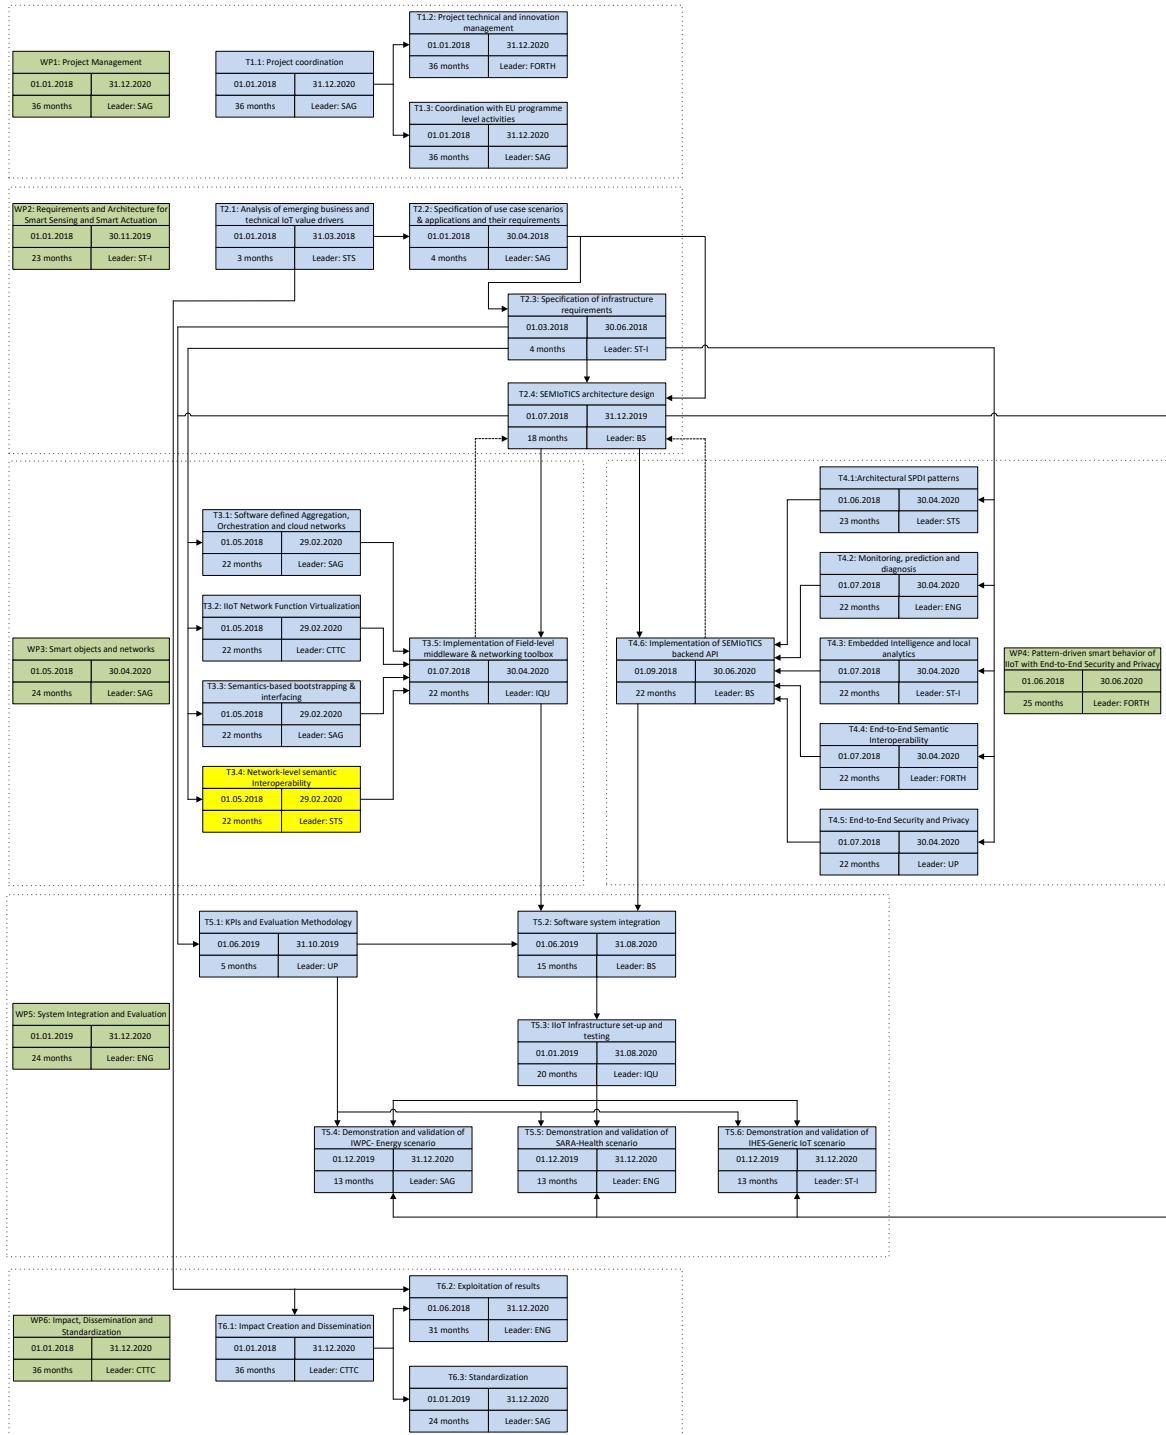 T1.2: Project technical and innovation
management
01.01.2018 31.12.2020
36 months Leader: FORTH
WP1: Project Management
01.01.2018 31.12.2020
36 months Leader: SAG
T1.1: Project coordination
01.01.2018 31.12.2020
36 months Leader: SAG
T1.3: Coordination with EU programme
level activities
01.01.2018 31.12.2020
36 months Leader: SAG
WP2: Requirements and Architecture for
Smart Sensing and Smart Actuation
01.01.2018 30.11.2019
23 months Leader: ST-I
T2.1: Analysis of emerging business and
technical IoT value drivers
01.01.2018 31.03.2018
3 months Leader: STS
T2.2: Specification of use case scenarios
& applications and their requirements
01.01.2018 30.04.2018
4 months Leader: SAG
T2.3: Specification of infrastructure
requirements
01.03.2018 30.06.2018
4 months Leader: ST-I
T2.4: SEMIoTICS architecture design
01.07.2018 31.12.2019
18 months Leader: BS
T3.1: Software defined Aggregation,
Orchestration and cloud networks
01.05.2018 29.02.2020
22 months Leader: SAG
T3.2: IIoT Network Function Virtualization
01.05.2018 29.02.2020
22 months Leader: CTTC
WP3: Smart objects and networks
01.05.2018 30.04.2020
24 months Leader: SAG
T3.3: Semantics-based bootstrapping &
interfacing
01.05.2018 29.02.2020
22 months Leader: SAG
T3.4: Network-level semantic
Interoperability
01.05.2018 29.02.2020
22 months Leader: STS
T3.5: Implementation of Field-level
middleware & networking toolbox
01.07.2018 30.04.2020
22 months Leader: IQU
T4.6: Implementation of SEMIoTICS
backend API
01.09.2018 30.06.2020
22 months Leader: BS
T4.1:Architectural SPDI patterns
01.06.2018 30.04.2020
23 months Leader: STS
T4.2: Monitoring, prediction and
diagnosis
01.07.2018 30.04.2020
22 months Leader: ENG
T4.3: Embedded Intelligence and local
analytics
01.07.2018 30.04.2020
22 months Leader: ST-I
T4.4: End-to-End Semantic
Interoperability
01.07.2018 30.04.2020
22 months Leader: FORTH
T4.5: End-to-End Security and Privacy
01.07.2018 30.04.2020
22 months Leader: UP
WP4: Pattern-driven smart behavior of
IIoT with End-to-End Security and Privacy
01.06.2018 30.06.2020
25 months Leader: FORTH
T5.1: KPIs and Evaluation Methodology
01.06.2019 31.10.2019
5 months Leader: UP
T5.2: Software system integration
01.06.2019 31.08.2020
15 months Leader: BS
WP5: System Integration and Evaluation
01.01.2019 31.12.2020
24 months Leader: ENG
T5.3: IIoT Infrastructure set-up and
testing
01.01.2019 31.08.2020
20 months Leader: IQU
T5.4: Demonstration and validation of
IWPC- Energy scenario
01.12.2019 31.12.2020
13 months Leader: SAG
T5.5: Demonstration and validation of
SARA-Health scenario
01.12.2019 31.12.2020
13 months Leader: ENG
T5.6: Demonstration and validation of
IHES-Generic IoT scenario
01.12.2019 31.12.2020
13 months Leader: ST-I
T6.2: Exploitation of results
01.06.2018 31.12.2020
31 months Leader: ENG
WP6: Impact, Dissemination and
Standardization
01.01.2018 31.12.2020
36 months Leader: CTTC
T6.1: Impact Creation and Dissemination
01.01.2018 31.12.2020
36 months Leader: CTTC
T6.3: Standardization
01.01.2019 31.12.2020
24 months Leader: SAG